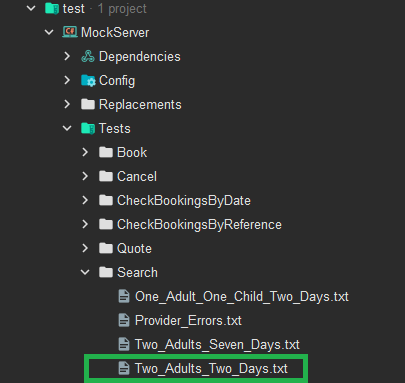 test · 1 project
C# MockServer
Dependencies
Config
Replacements
Tests
Book
Cancel
CheckBookingsByDate
CheckBookingsByReference
Quote
Search
One_Adult_One_Child_Two_Days.txt
Provider_Errors.txt
Two_Adults_Seven_Days.txt
Two_Adults_Two_Days.txt